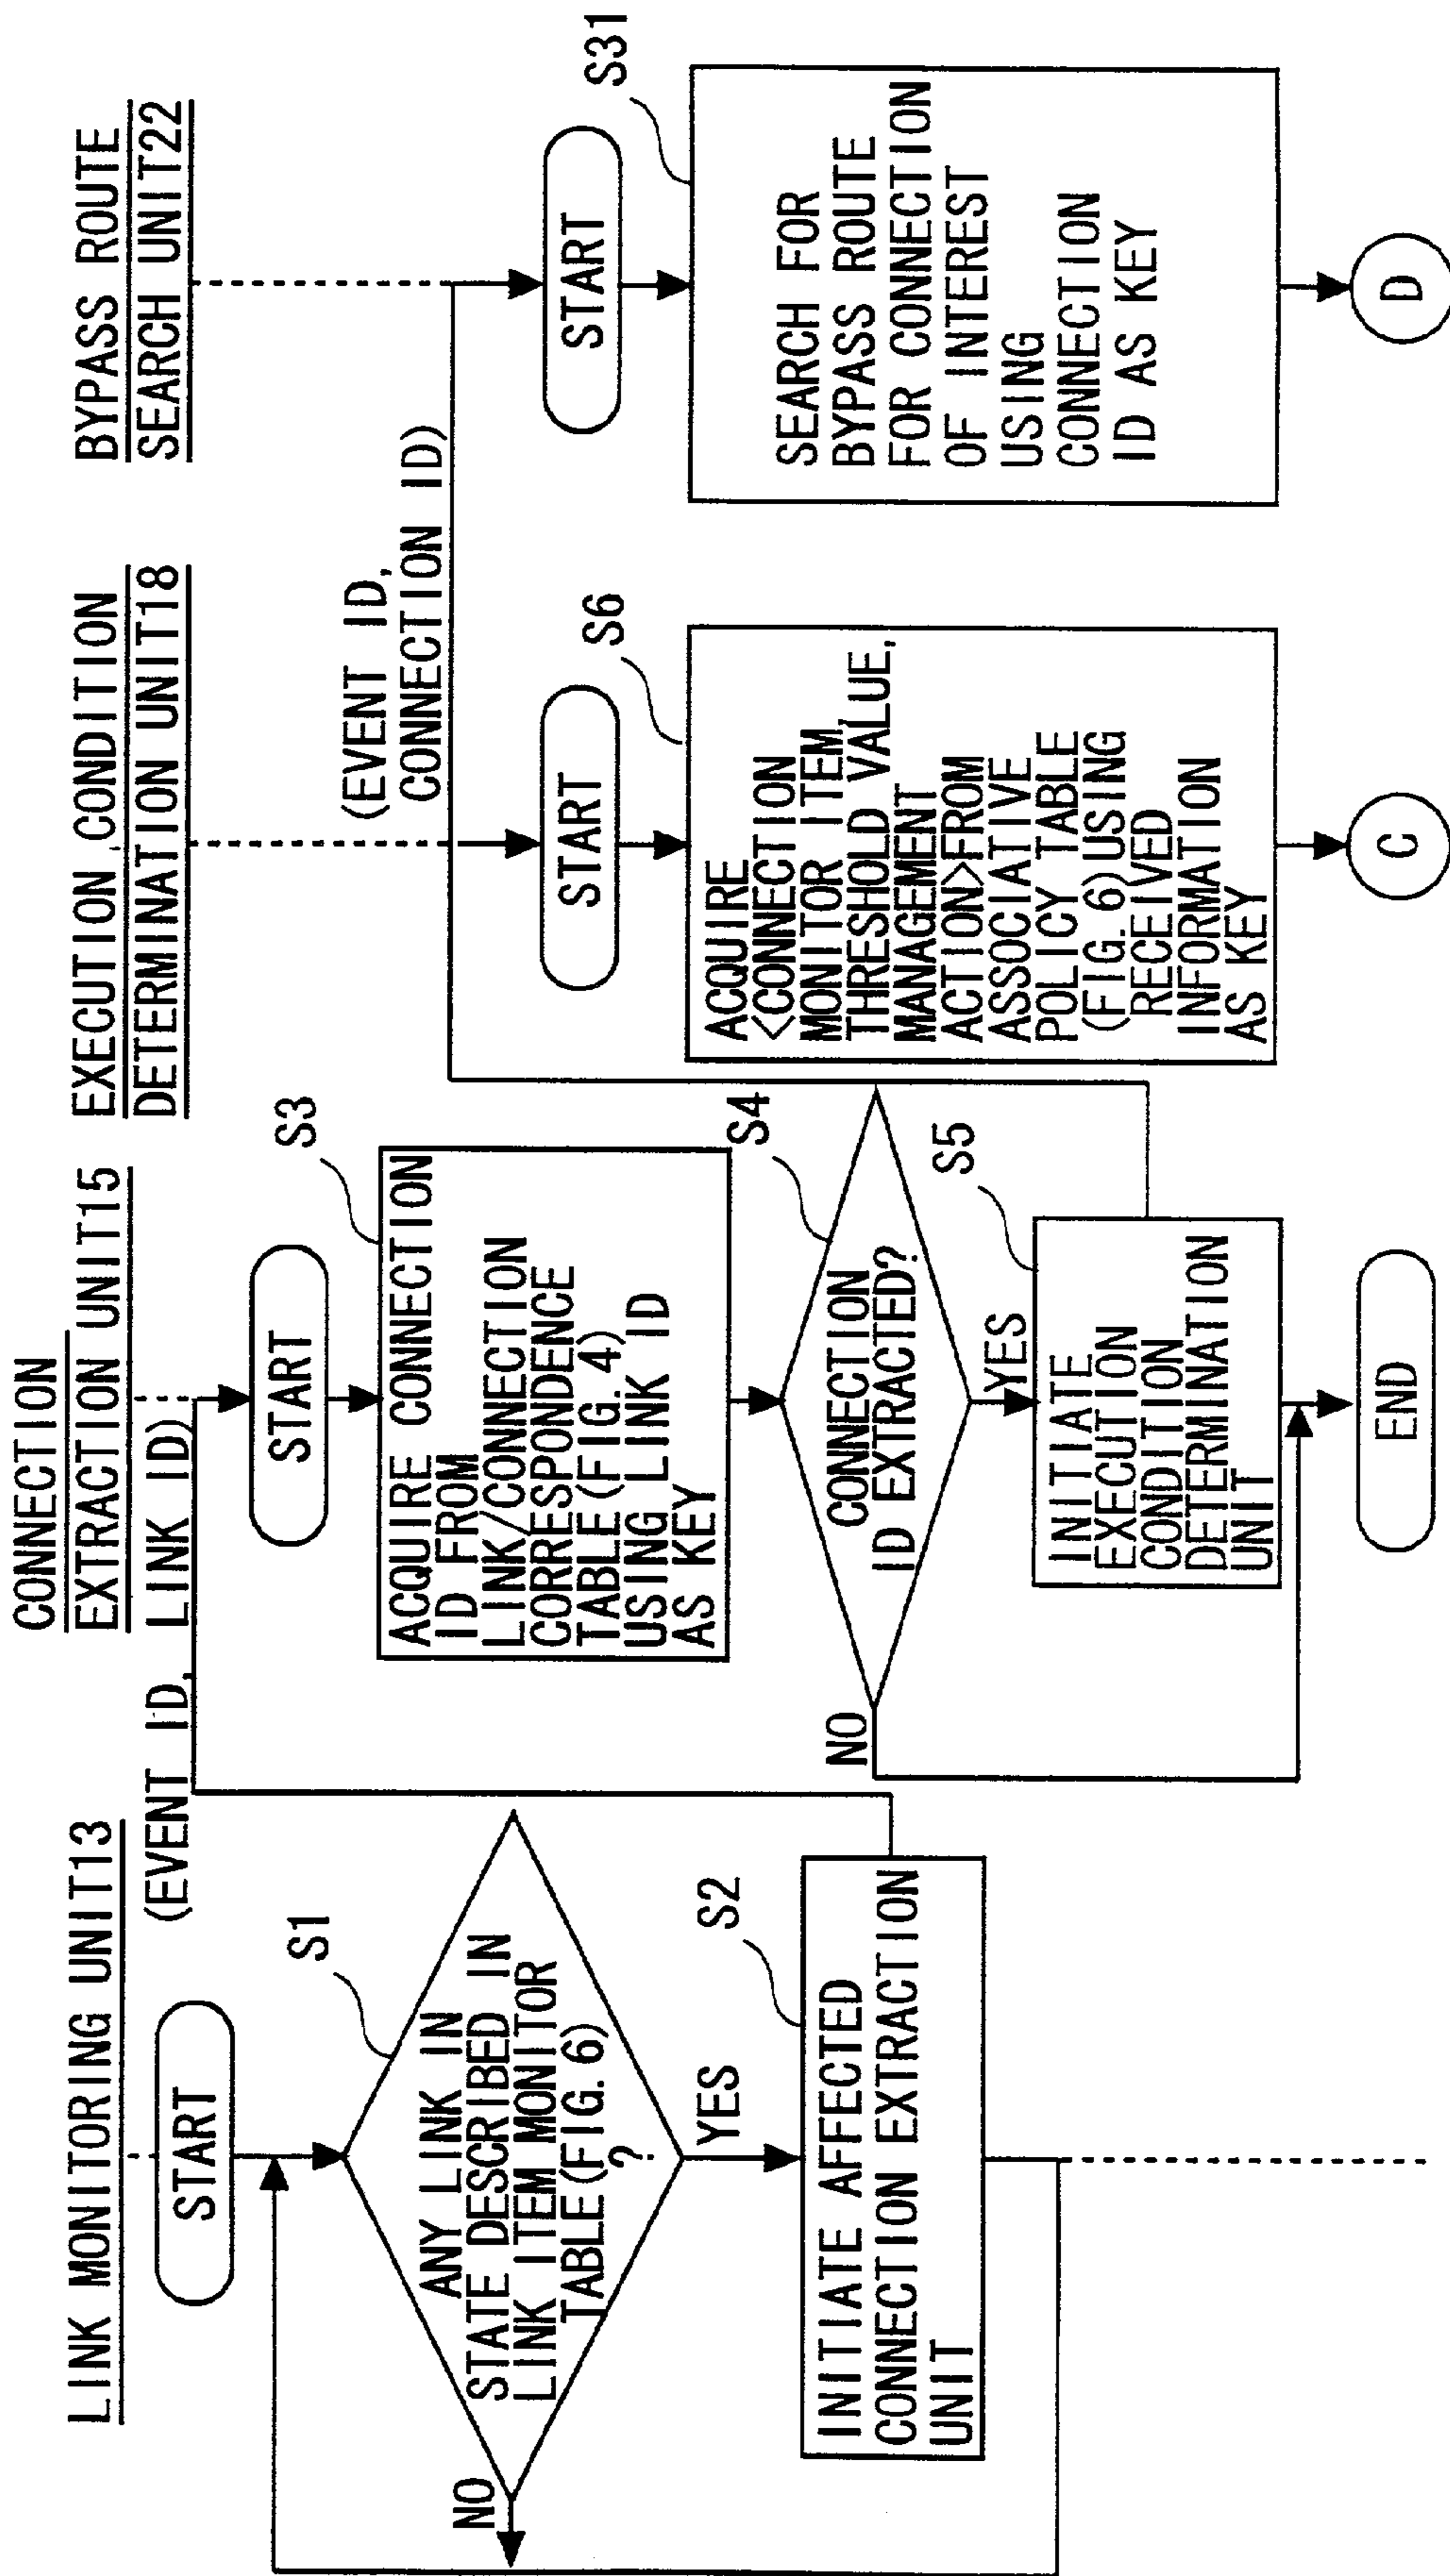 LINK MONITORING UNIT13
START
S1
ANY LINK IN
STATE DESCRIBED IN
LINK ITEM MONITOR
TABLE(FIG. 6)
?
NO
YES
S2
INITIATE AFFECTED
CONNECTION EXTRACTION
UNIT
(EVENT ID, LINK ID)
CONNECTION
EXTRACTION UNIT15
START
S3
ACQUIRE CONNECTION
ID FROM
LINK/CONNECTION
CORRESPONDENCE
TABLE(FIG. 4)
USING LINK ID
AS KEY
S4
CONNECTION
ID EXTRACTED?
NO
YES
S5
INITIATE
EXECUTION
CONDITION
DETERMINATION
UNIT
END
EXECUTION CONDITION
DETERMINATION UNIT18
(EVENT ID,
CONNECTION ID)
START
S6
ACQUIRE
<CONNECTION
MONITOR ITEM,
THRESHOLD VALUE,
MANAGEMENT
ACTION>FROM
ASSOCIATIVE
POLICY TABLE
(FIG. 6)USING
RECEIVED
INFORMATION
AS KEY
C
BYPASS ROUTE
SEARCH UNIT22
START
S31
SEARCH FOR
BYPASS ROUTE
FOR CONNECTION
OF INTEREST
USING
CONNECTION
ID AS KEY
D